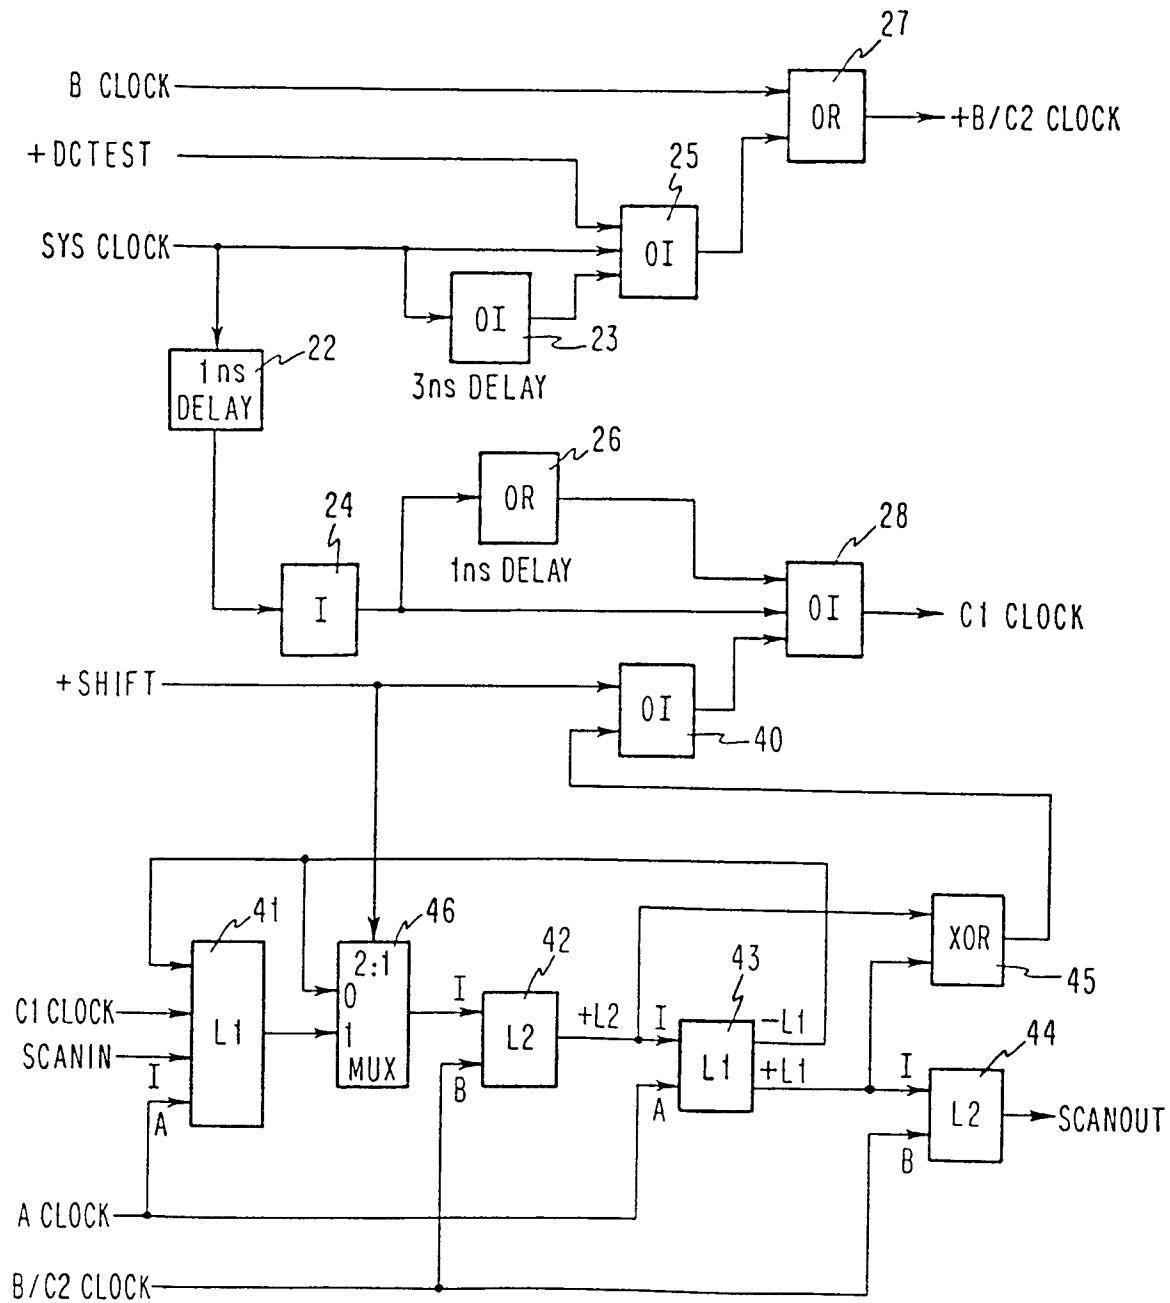 27
B CLOCK
OR
+B/C2 CLOCK
+DCTEST
25
SYS CLOCK
OI
OI
23
22
1ns
DELAY
3ns DELAY
26
24
OR
28
1ns DELAY
I
OI
C1 CLOCK
+SHIFT
OI
40
41
46
42
43
XOR
45
2:1
0
I
+L2
I
-L1
44
C1 CLOCK
L1
1
L2
L1
+L1
I
SCANIN
I
MUX
B
A
L2
SCANOUT
A
B
A CLOCK
B/C2 CLOCK